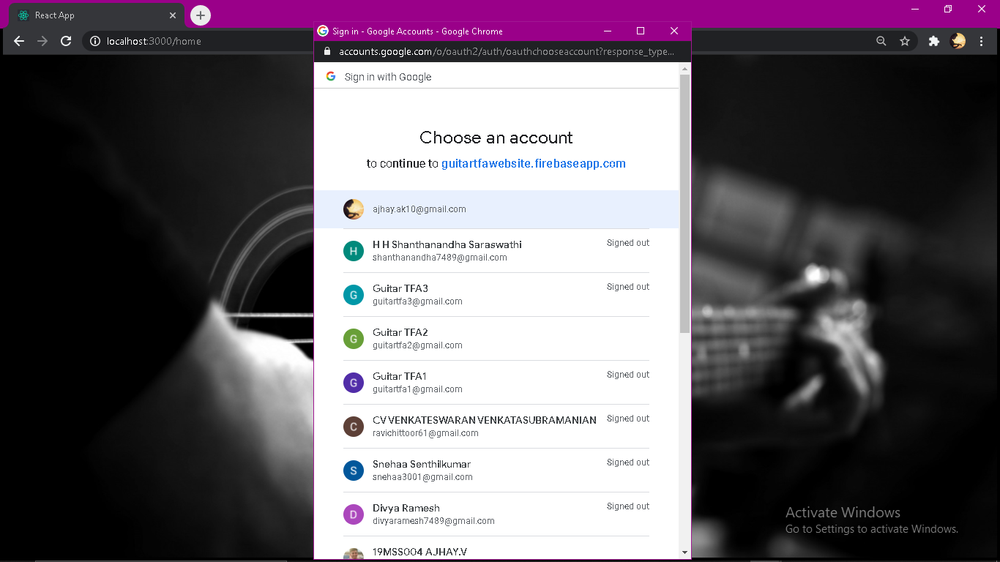 React App
Sign in - Google Accounts - Google Chrome
localhost:3000/home
accounts.google.com/o/oauth2/auth/oauthchooseaccount?response_type...
Sign in with Google
Choose an account
to continue to guitartfawebsite.firebaseapp.com
ajhay.ak10@gmail.com
H H Shanthanandha Saraswathi Signed out
shanthanandha7489@gmail.com
H
Guitar TFA3 Signed out
guitartfa3@gmail.com
G
Guitar TFA2
guitartfa2@gmail.com
G
Guitar TFA1 Signed out
guitartfa1@gmail.com
G
CV VENKATESWARAN VENKATASUBRAMANIAN Signed out
ravichittoor61@gmail.com
C
Snehaa Senthilkumar Signed out
snehaa3001@gmail.com
S
Divya Ramesh Signed out
divyaramesh7489@gmail.com
D
19MSS004 AJHAY.V
Activate Windows
Go to Settings to activate Windows.